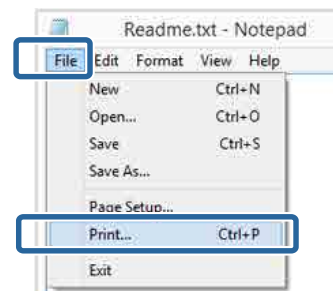 Readme.txt - Notepad
File Edit Format View Help
New Ctrl+N
Open... Ctrl+O
Save Ctrl+S
Save As...
Page Setup...
Print... Ctrl+P
Exit